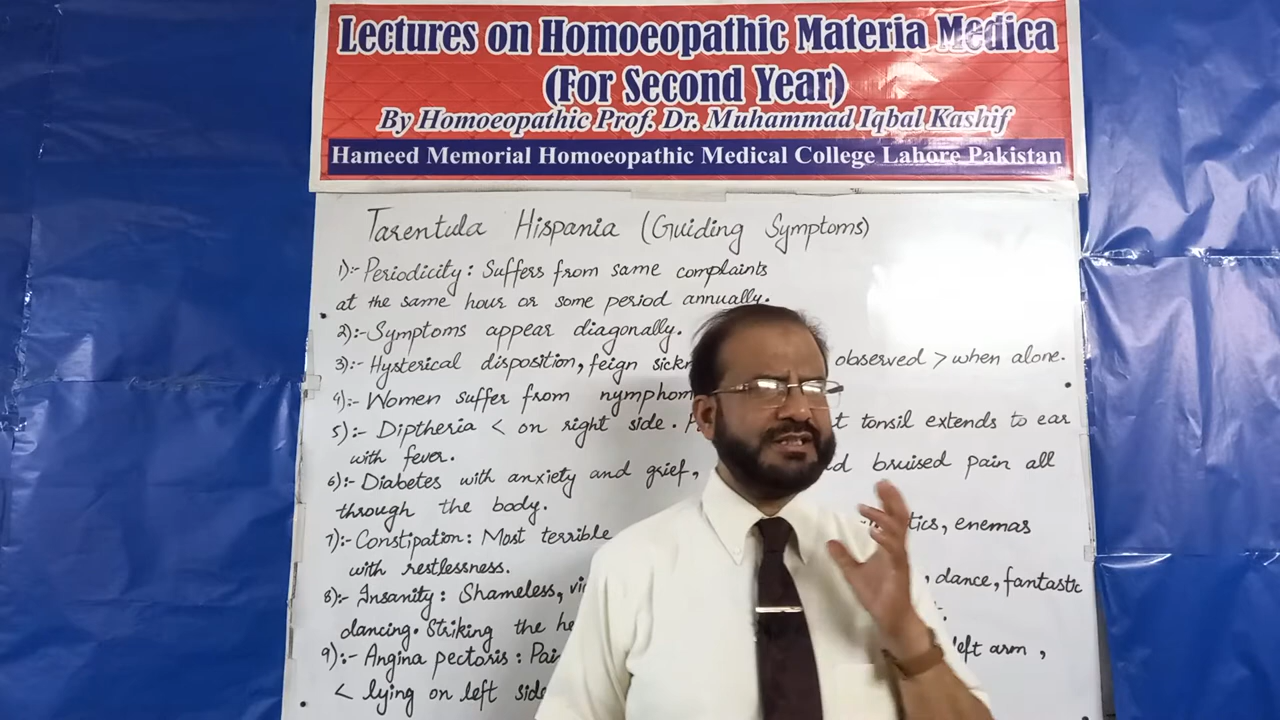 Lectures on Homoeopathic Materia Medica
(For Second Year)
By Homoeopathic Prof. Dr. Muhammad Iqbal Kashif
Hameed Memorial Homoeopathic Medical College Lahore Pakistan
Tarentula Hispania (Guiding Symptoms)
1):- Periodicity: Suffers from same complaints
at the same hour or some period annually.
2):- Symptoms appear diagonally.
3):- Hysterical disposition, feign observed > when alone.
4):- Women suffer from
5):- Diptheria < on right side. tonsil extends to ear
with fever.
6):- Diabetes with anxiety and grief, bruised pain all
through the body.
7):- Constipation: Most terrible enemas
with restlessness.
8):- Insanity: Shameless, , dance, fantastic
dancing. Striking the
9):- Angina pectoris: left arm ,
< lying on left